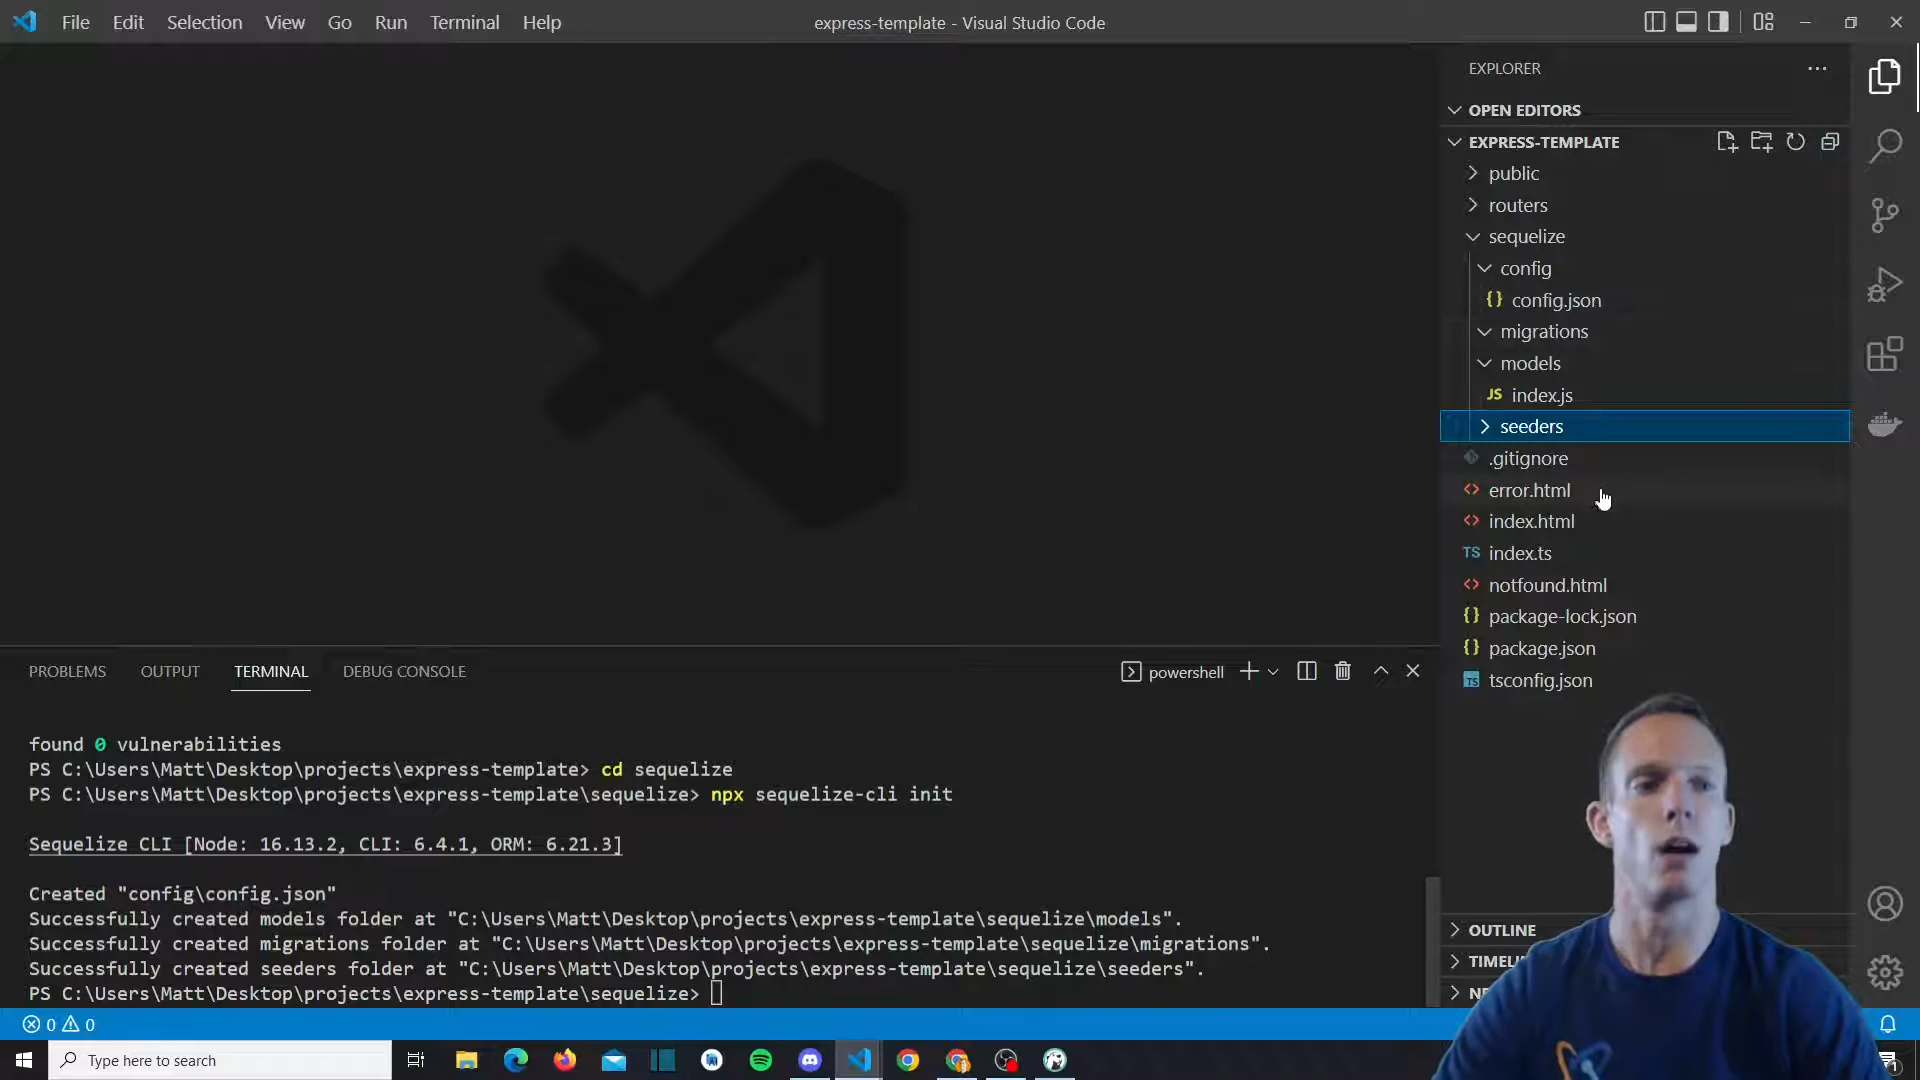 File Edit Selection View Go Run Terminal Help
express-template - Visual Studio Code
EXPLORER
OPEN EDITORS
EXPRESS-TEMPLATE
public
routers
sequelize
config
{} config.json
migrations
models
JS index.js
seeders
.gitignore
<> error.html
<> index.html
TS index.ts
<> notfound.html
{} package-lock.json
{} package.json
TS tsconfig.json
OUTLINE
PROBLEMS OUTPUT TERMINAL DEBUG CONSOLE
powershell
found 0 vulnerabilities
PS C:\Users\Matt\Desktop\projects\express-template> cd sequelize
PS C:\Users\Matt\Desktop\projects\express-template\sequelize> npx sequelize-cli init
Sequelize CLI [Node: 16.13.2, CLI: 6.4.1, ORM: 6.21.3]
Created "config\config.json"
Successfully created models folder at "C:\Users\Matt\Desktop\projects\express-template\sequelize\models".
Successfully created migrations folder at "C:\Users\Matt\Desktop\projects\express-template\sequelize\migrations".
Successfully created seeders folder at "C:\Users\Matt\Desktop\projects\express-template\sequelize\seeders".
PS C:\Users\Matt\Desktop\projects\express-template\sequelize>
0 0
Type here to search
1